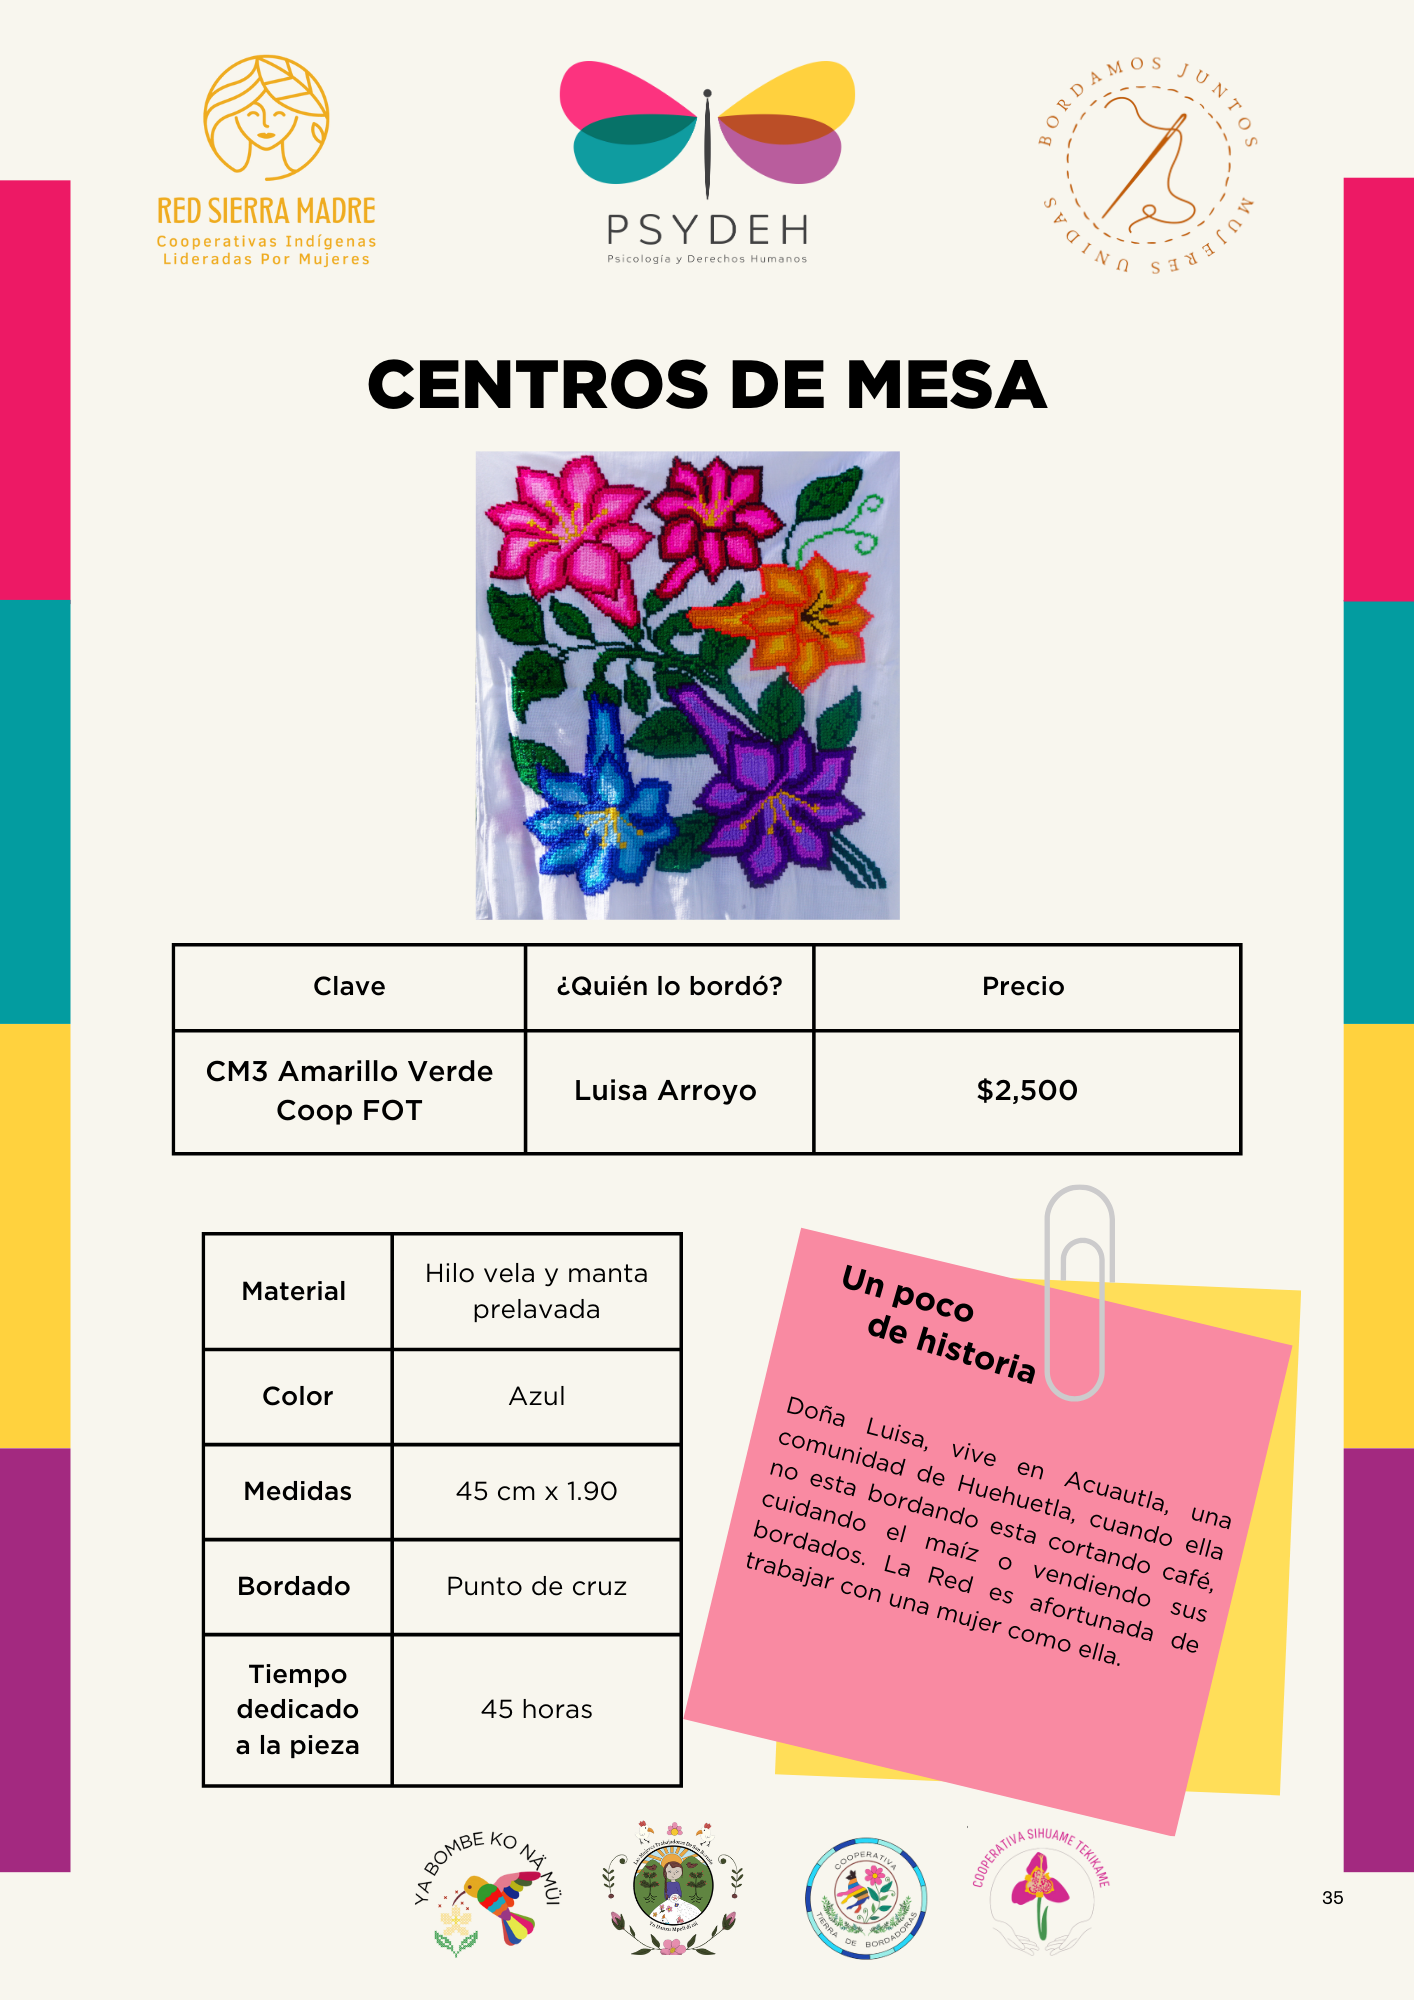 RED SIERRA MADRE
Cooperativas Indígenas
Lideradas Por Mujeres
PSYDEH
Psicología y Derechos Humanos
BORDAMOS JUNTOS
MUJERES UNIDAS
CENTROS DE MESA
Clave
¿Quién lo bordó?
Precio
CM3 Amarillo Verde
Coop FOT
Luisa Arroyo
$2,500
Material
Hilo vela y manta
prelavada
Color
Azul
Medidas
45 cm x 1.90
Bordado
Punto de cruz
Tiempo
dedicado
a la pieza
45 horas
Un poco
de historia
Doña Luisa, vive en Acuautla, una
comunidad de Huehuetla, cuando ella
no esta bordando esta cortando café,
cuidando el maíz o vendiendo sus
bordados. La Red es afortunada de
trabajar con una mujer como ella.
YA BOMBE KO NÄ MÜI
COOPERATIVA
TIERRA DE BORDADORAS
COOPERATIVA SIHUAME TEKIKAME
35